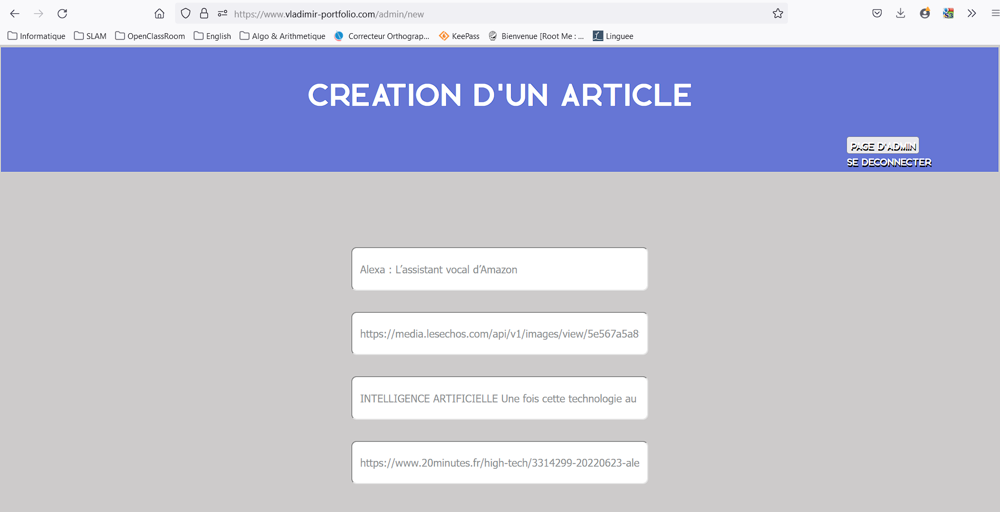 https://www.vladimir-portfolio.com/admin/new
Informatique SLAM OpenClassRoom English Algo & Arithmetique Correcteur Orthograp... KeePass Bienvenue [Root Me : ... Linguee
CREATION D'UN ARTICLE
PAGE D'ADMIN
SE DECONNECTER
Alexa : L’assistant vocal d’Amazon
https://media.lesechos.com/api/v1/images/view/5e567a5a8
INTELLIGENCE ARTIFICIELLE Une fois cette technologie au
https://www.20minutes.fr/high-tech/3314299-20220623-ale